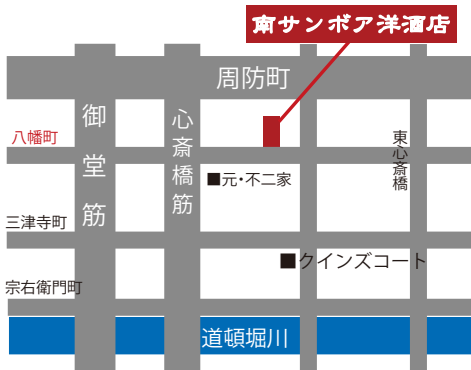 南サンボア洋酒店
周防町
御堂筋
心斎橋筋
八幡町
東心斎橋
■元・不二家
三津寺町
■クインズコート
宗右衛門町
道頓堀川